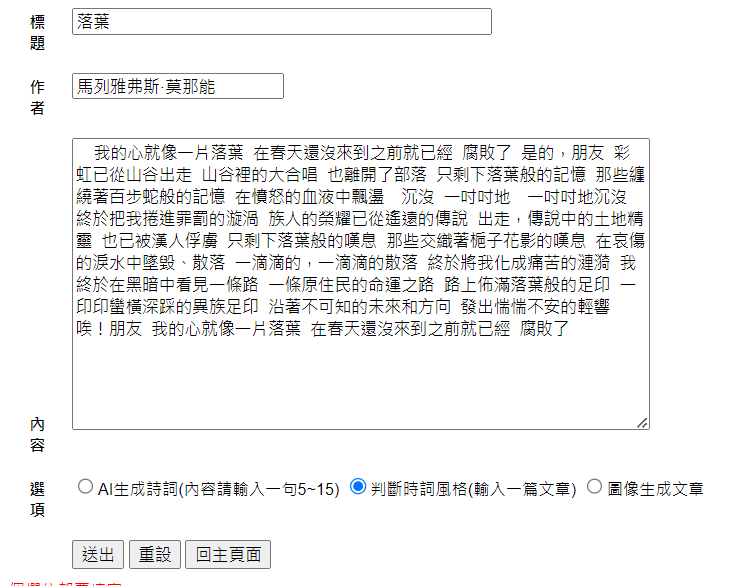 標題 落葉
作者 馬列雅弗斯·莫那能
我的心就像一片落葉 在春天還沒來到之前就已經 腐敗了 是的，朋友 彩
虹已從山谷出走 山谷裡的大合唱 也離開了部落 只剩下落葉般的記憶 那些纏
繞著百步蛇般的記憶 在憤怒的血液中飄盪 沉沒 一吋吋地 一吋吋地沉沒
終於把我捲進罪罰的漩渦 族人的榮耀已從遙遠的傳說 出走，傳說中的土地精
靈 也已被漢人俘虜 只剩下落葉般的嘆息 那些交織著梔子花影的嘆息 在哀傷
的淚水中墜毀、散落 一滴滴的，一滴滴的散落 終於將我化成痛苦的漣漪 我
終於在黑暗中看見一條路 一條原住民的命運之路 路上佈滿落葉般的足印 一
印印蠻橫深踩的異族足印 沿著不可知的未來和方向 發出惴惴不安的輕響
唉！朋友 我的心就像一片落葉 在春天還沒來到之前就已經 腐敗了
內容
選項 AI生成詩詞(內容請輸入一句5~15) 判斷時詞風格(輸入一篇文章) 圖像生成文章
送出 重設 回主頁面